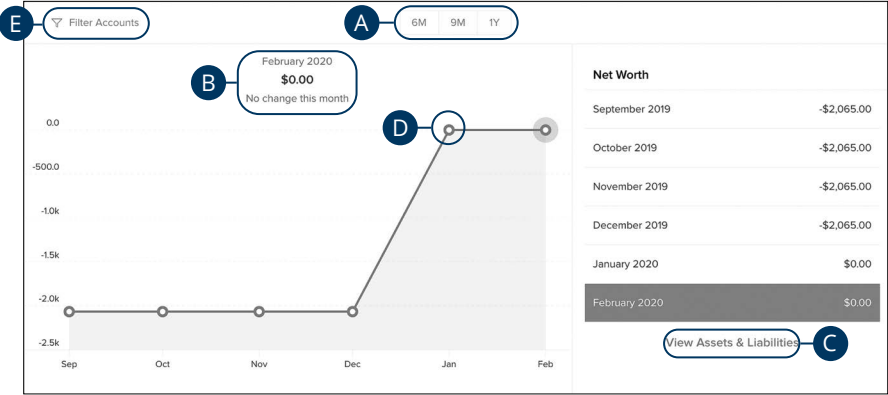 E
Filter Accounts
A
6M 9M 1Y
B
February 2020
$0.00
No change this month
D
0.0
-500.0
-1.0k
-1.5k
-2.0k
-2.5k
Sep Oct Nov Dec Jan Feb
Net Worth
September 2019 -$2,065.00
October 2019 -$2,065.00
November 2019 -$2,065.00
December 2019 -$2,065.00
January 2020 $0.00
February 2020 $0.00
View Assets & Liabilities
C